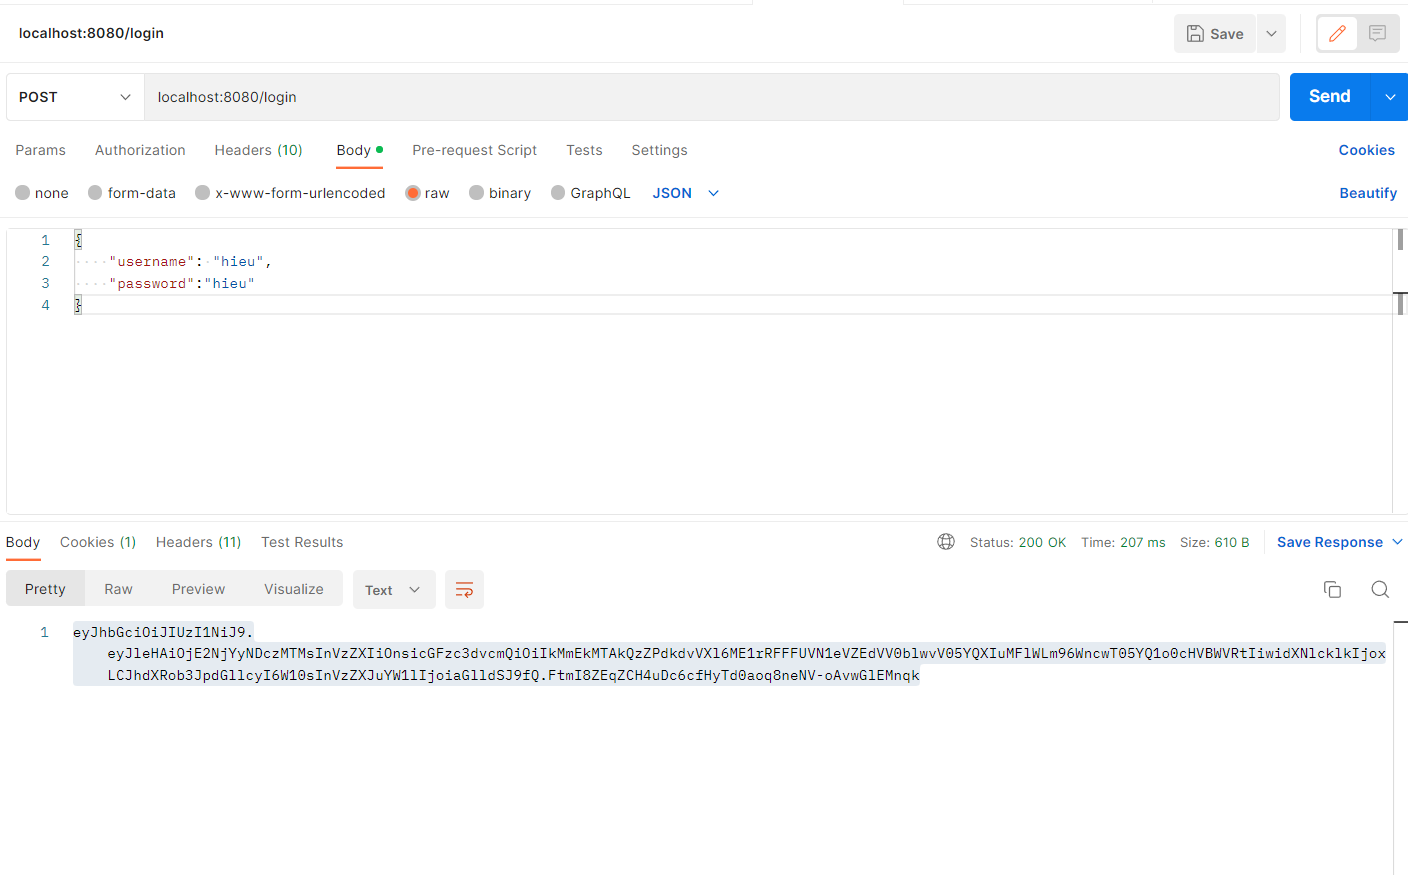 localhost:8080/login
Save
POST
localhost:8080/login
Send
Params Authorization Headers (10) Body Pre-request Script Tests Settings Cookies
none form-data x-www-form-urlencoded raw binary GraphQL JSON Beautify
1 {
2 "username": "hieu",
3 "password":"hieu"
4 }
Body Cookies (1) Headers (11) Test Results Status: 200 OK Time: 207 ms Size: 610 B Save Response
Pretty Raw Preview Visualize Text
1 eyJhbGciOiJIUzI1NiJ9.
eyJleHAiOjE2NjYyNDczMTMsInVzZXIiOnsicGFzc3dvcmQiOiIkMmEkMTAkQzZPdkdvVXl6ME1rRFFFUVN1eVZEdVV0blwvV05YQXIuMFlWLm96WncwT05YQ1o0cHVBWVRtIiwidXNlcklkIjox
LCJhdXRob3JpdGllcyI6W10sInVzZXJuYW1lIjoiaGlldSJ9fQ.FtmI8ZEqZCH4uDc6cfHyTd0aoq8neNV-oAvwGlEMnqk